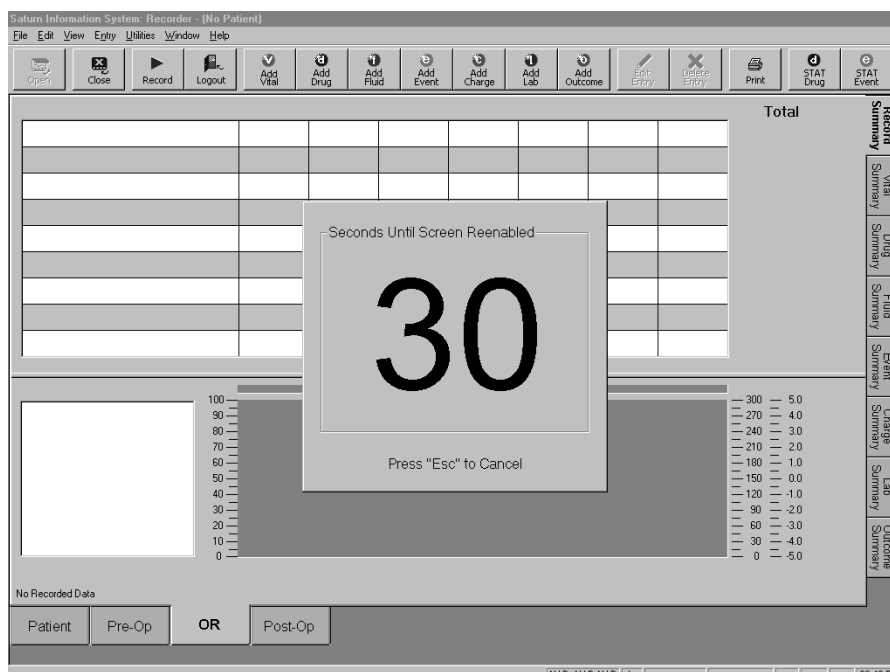 Saturn Information System: Recorder - (No Patient)
File Edit View Entry Utilities Window Help
Open Close Record Logout Add Vital Add Drug Add Fluid Add Event Add Charge Add Lab Add Outcome Edit Entry Delete Entry Print STAT Drug STAT Event
Total
Record Summary
Vital Summary
Drug Summary
Fluid Summary
Event Summary
Charge Summary
Lab Summary
Outcome Summary
Seconds Until Screen Reenabled
30
Press "Esc" to Cancel
100 300 5.0
90 270 4.0
80 240 3.0
70 210 2.0
60 180 1.0
50 150 0.0
40 120 -1.0
30 90 -2.0
20 60 -3.0
10 30 -4.0
0 0 -5.0
No Recorded Data
Patient Pre-Op OR Post-Op